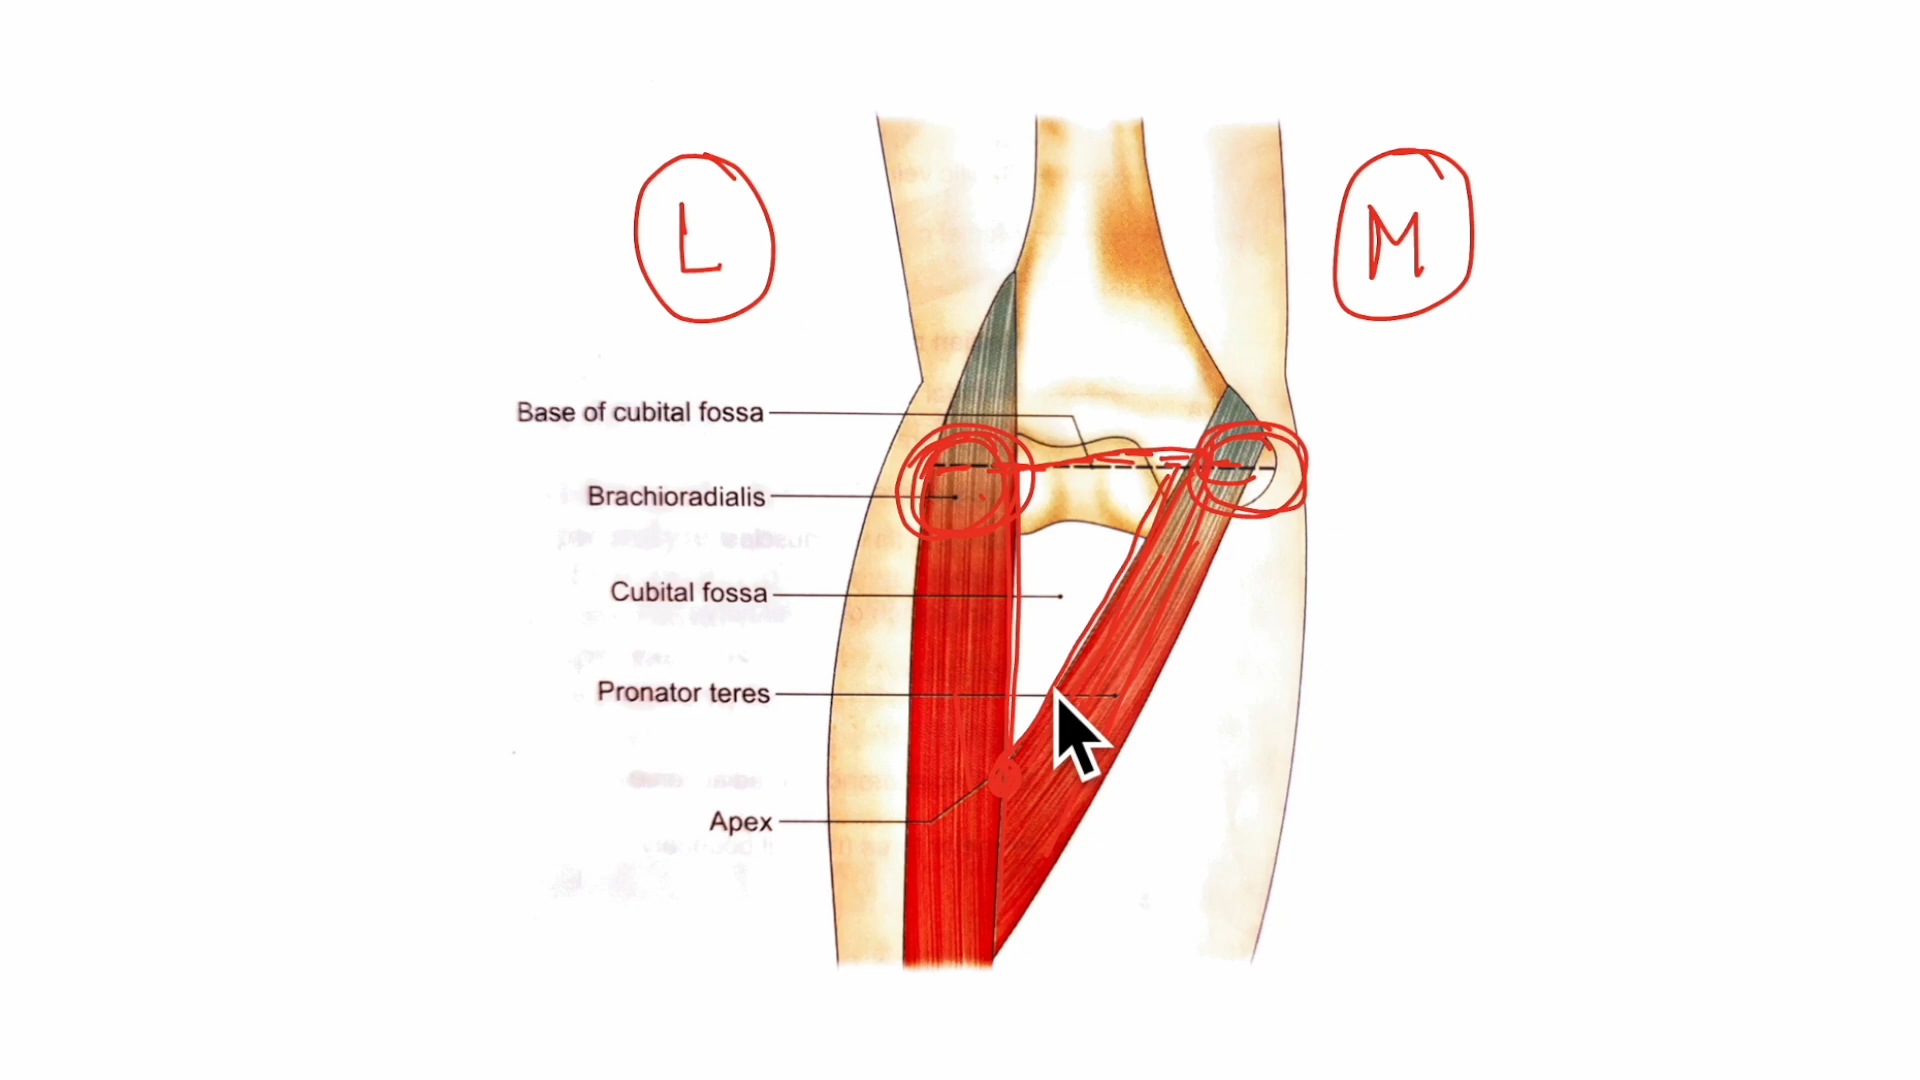 L
M
Base of cubital fossa
Brachioradialis
Cubital fossa
Pronator teres
Apex